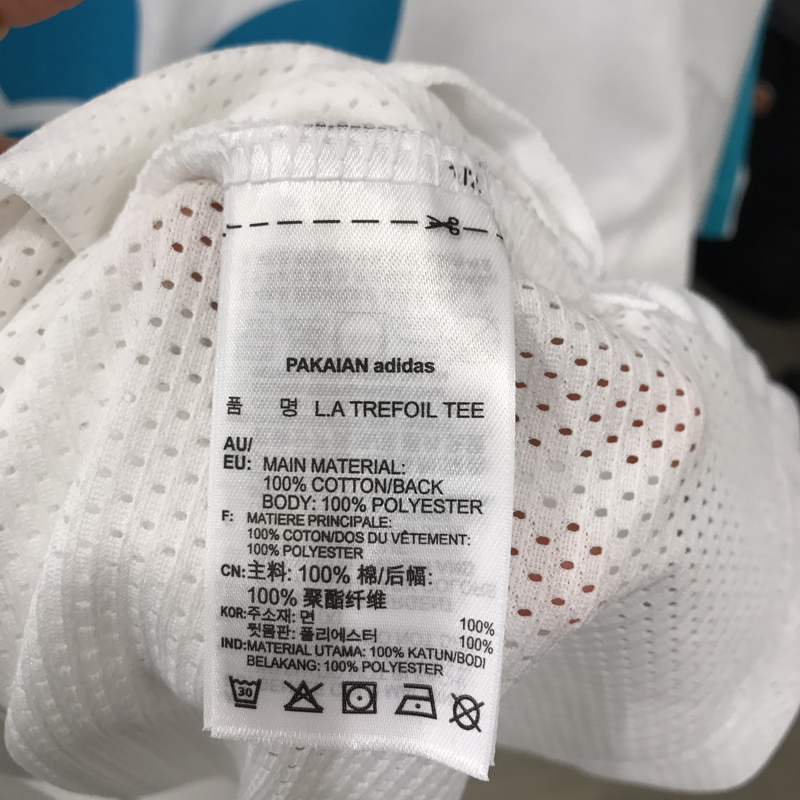 PAKAIAN adidas
품 명 L.A TREFOIL TEE
AU/
EU: MAIN MATERIAL:
100% COTTON/BACK
BODY: 100% POLYESTER
F: MATIERE PRINCIPALE:
100% COTON/DOS DU VÊTEMENT:
100% POLYESTER
CN:主料: 100% 棉/后幅:
100% 聚酯纤维
KOR:주소재: 면 100%
뒷몸판: 폴리에스터 100%
IND:MATERIAL UTAMA: 100% KATUN/BODI
BELAKANG: 100% POLYESTER
30